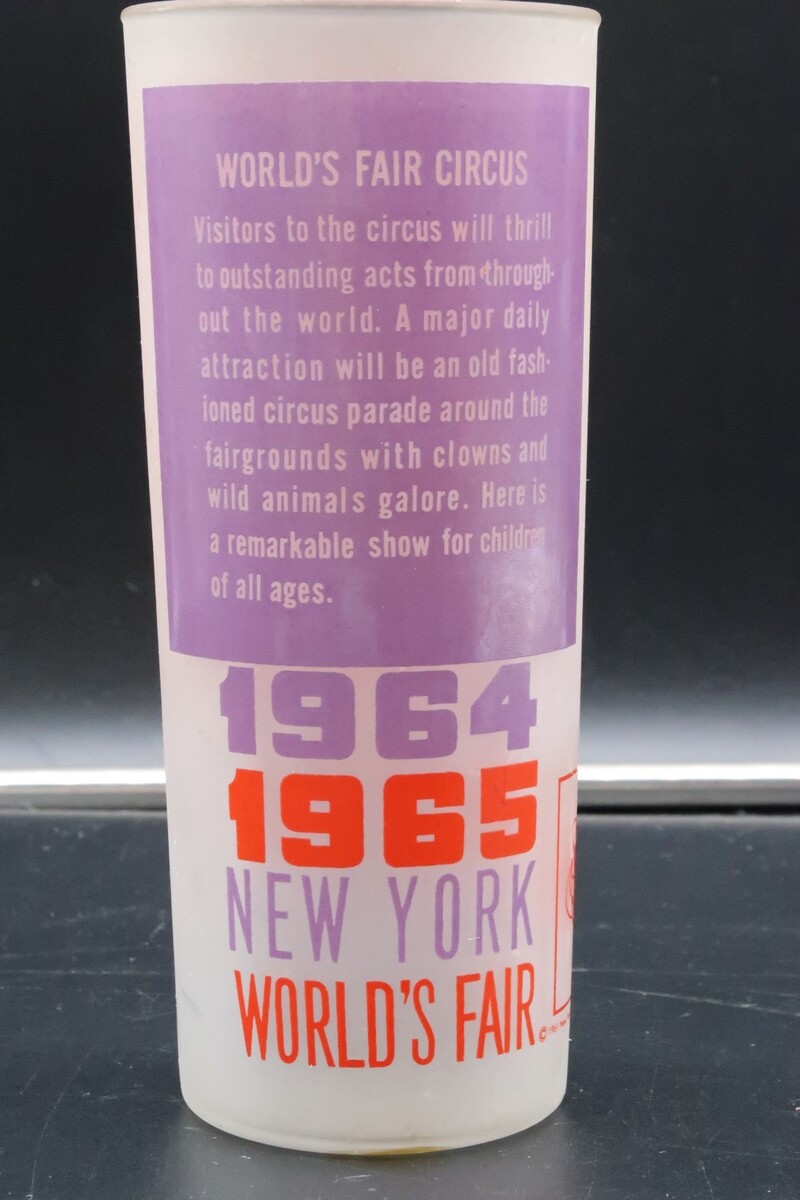 WORLD'S FAIR CIRCUS
Visitors to the circus will thrill
to outstanding acts from through-
out the world. A major daily
attraction will be an old fash-
ioned circus parade around the
fairgrounds with clowns and
wild animals galore. Here is
a remarkable show for children
of all ages.
1964
1965
NEW YORK
WORLD'S FAIR
©